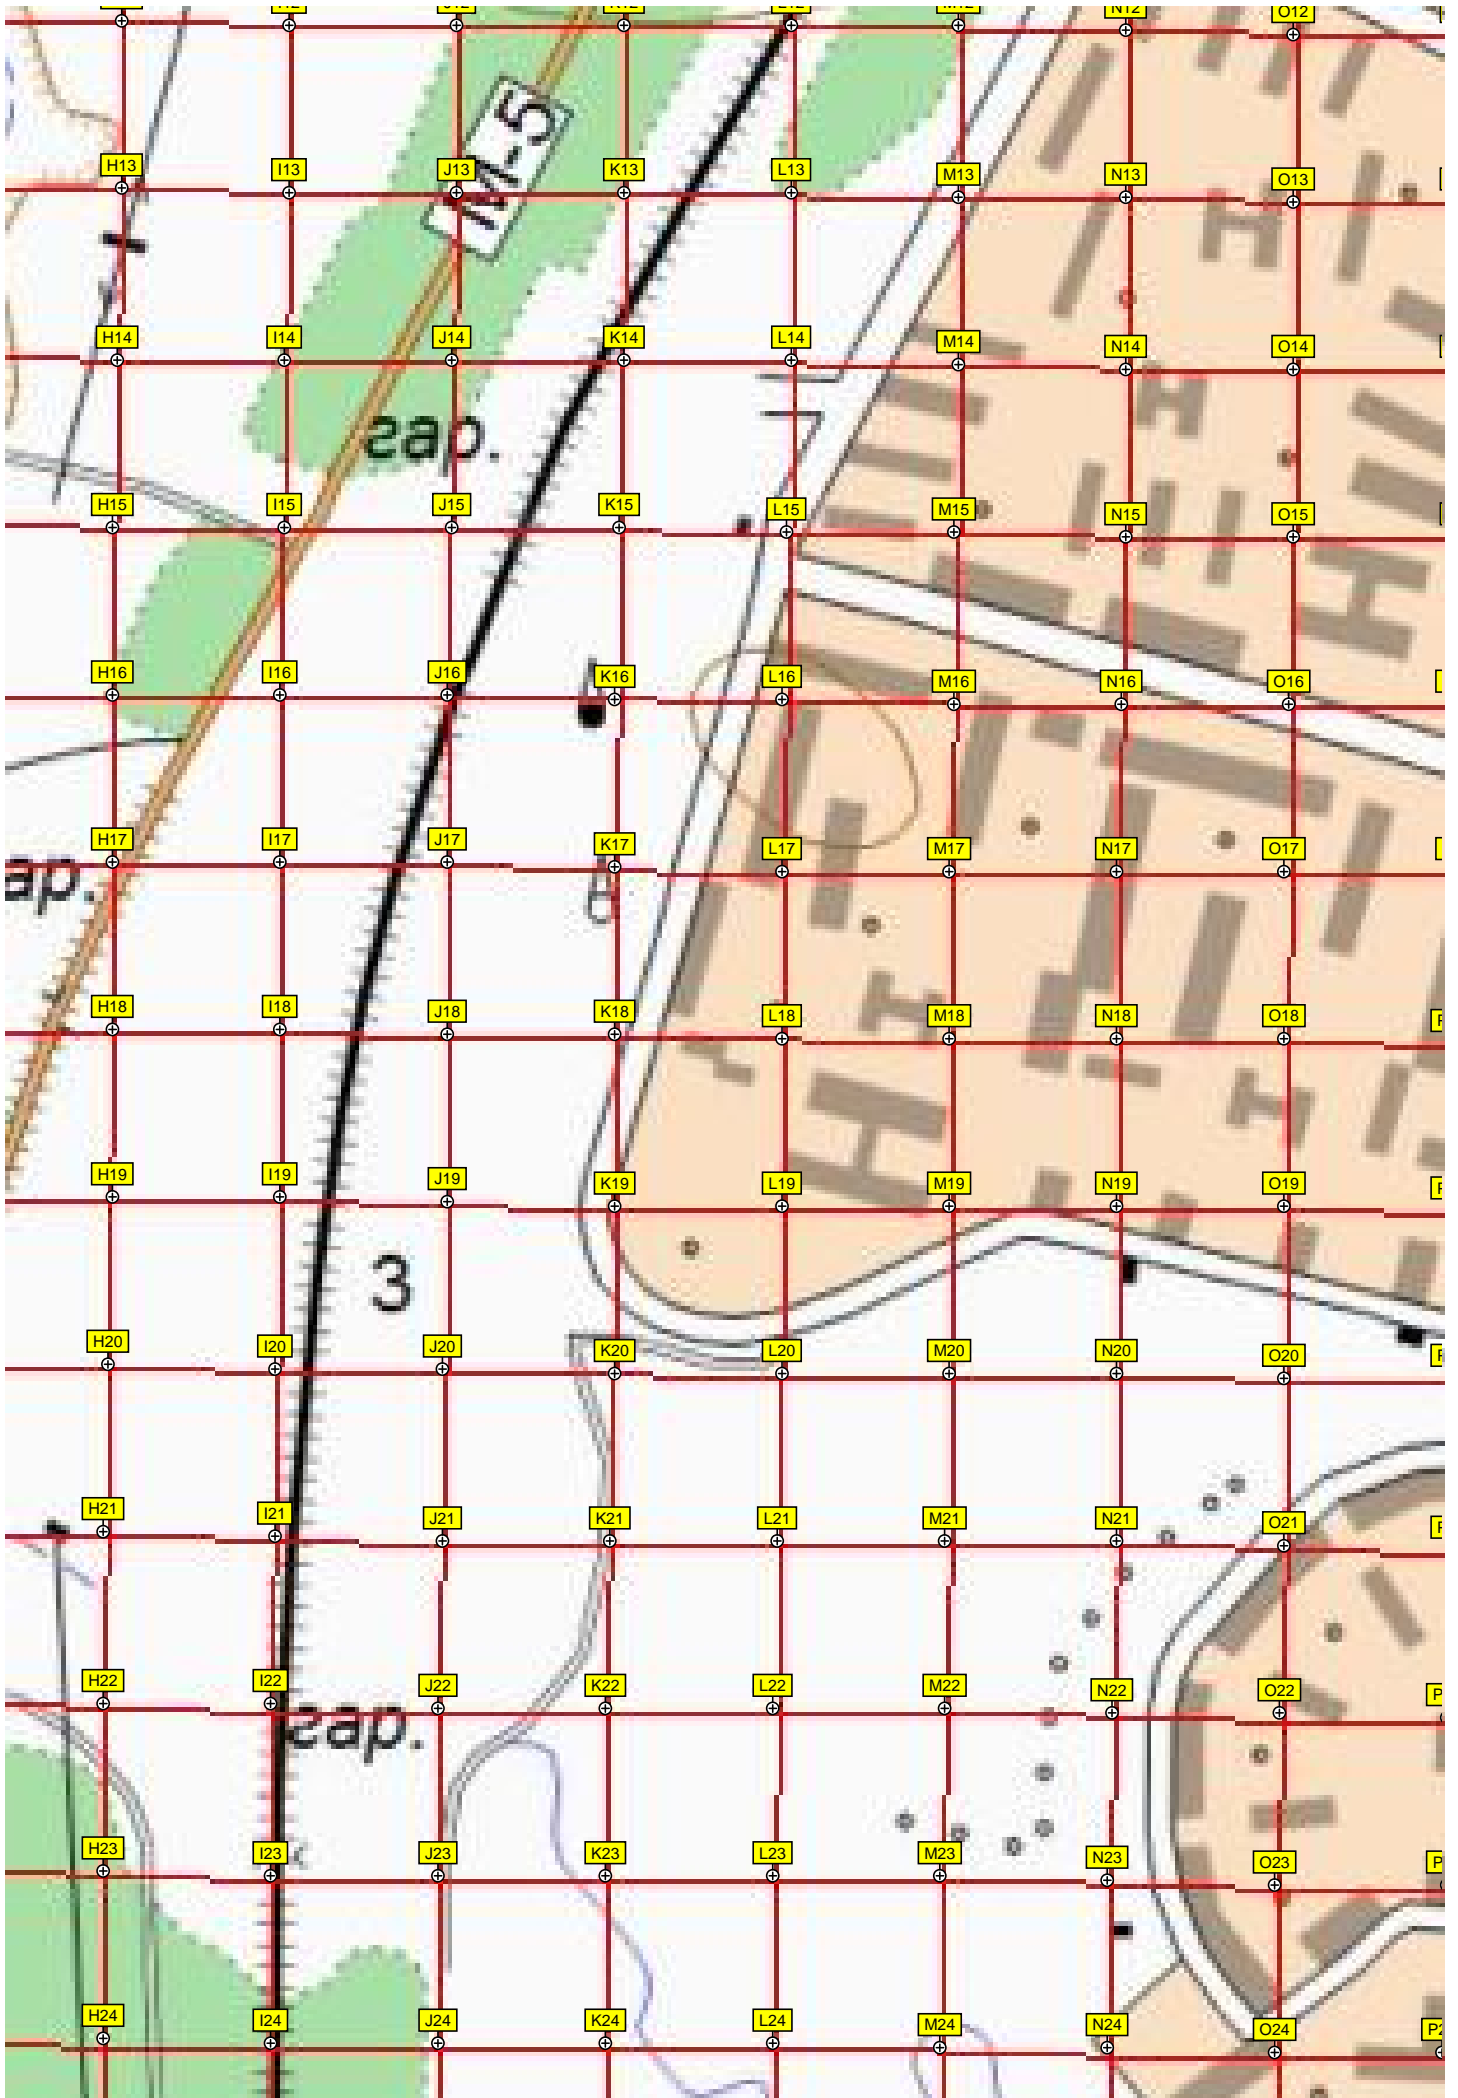 N12 O12
M-5
H13 I13 J13 K13 L13 M13 N13 O13
H14 I14 J14 K14 L14 M14 N14 O14
гар.
H15 I15 J15 K15 L15 M15 N15 O15
H16 I16 J16 K16 L16 M16 N16 O16
H17 I17 J17 K17 L17 M17 N17 O17
ар.
H18 I18 J18 K18 L18 M18 N18 O18
H19 I19 J19 K19 L19 M19 N19 O19
3
H20 I20 J20 K20 L20 M20 N20 O20
H21 I21 J21 K21 L21 M21 N21 O21
H22 I22 J22 K22 L22 M22 N22 O22
гар.
H23 I23 J23 K23 L23 M23 N23 O23
H24 I24 J24 K24 L24 M24 N24 O24